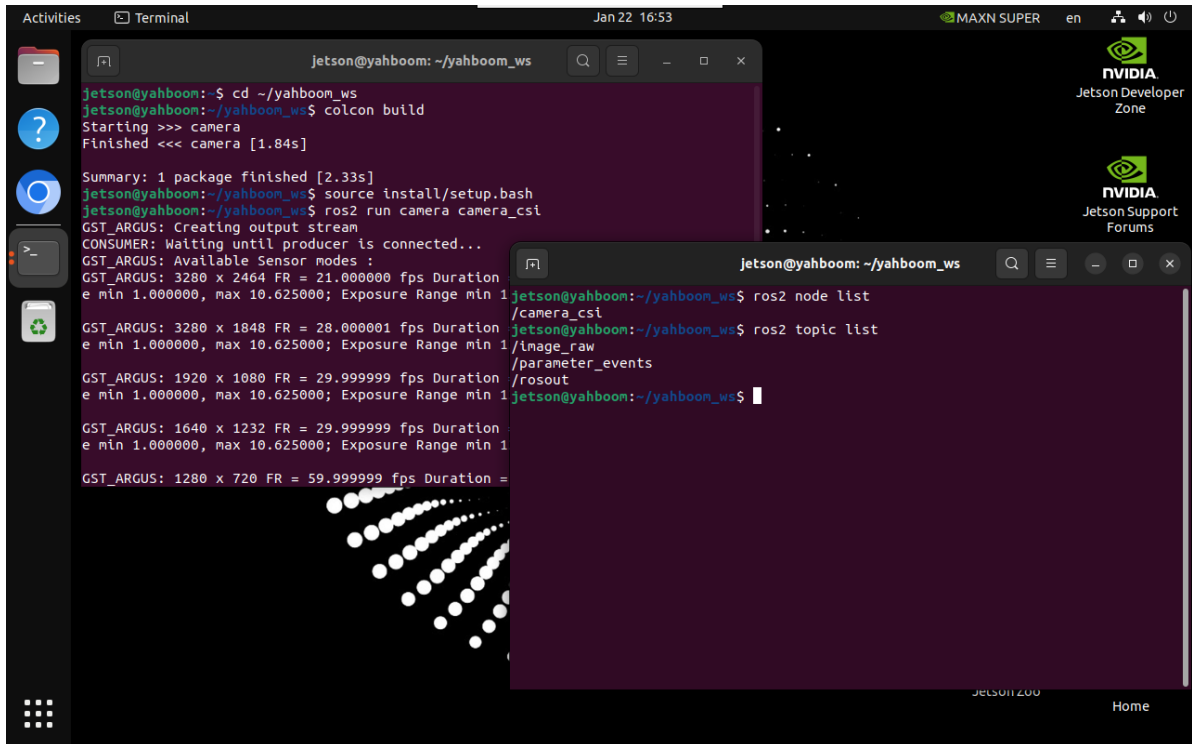 Activities
Terminal
Jan 22 16:53
MAXN SUPER
en
jetson@yahboom: ~/yahboom_ws
jetson@yahboom:~$ cd ~/yahboom_ws
jetson@yahboom:~/yahboom_ws$ colcon build
Starting >>> camera
Finished <<< camera [1.84s]
Summary: 1 package finished [2.33s]
jetson@yahboom:~/yahboom_ws$ source install/setup.bash
jetson@yahboom:~/yahboom_ws$ ros2 run camera camera_csi
GST_ARGUS: Creating output stream
CONSUMER: Waiting until producer is connected...
GST_ARGUS: Available Sensor modes :
GST_ARGUS: 3280 x 2464 FR = 21.000000 fps Duration =
e min 1.000000, max 10.625000; Exposure Range min 1
GST_ARGUS: 3280 x 1848 FR = 28.000001 fps Duration
e min 1.000000, max 10.625000; Exposure Range min 1
GST_ARGUS: 1920 x 1080 FR = 29.999999 fps Duration
e min 1.000000, max 10.625000; Exposure Range min 1
GST_ARGUS: 1640 x 1232 FR = 29.999999 fps Duration =
e min 1.000000, max 10.625000; Exposure Range min 1
GST_ARGUS: 1280 x 720 FR = 59.999999 fps Duration =
jetson@yahboom: ~/yahboom_ws
jetson@yahboom:~/yahboom_ws$ ros2 node list
/camera_csi
jetson@yahboom:~/yahboom_ws$ ros2 topic list
/image_raw
/parameter_events
/rosout
jetson@yahboom:~/yahboom_ws$
NVIDIA.
Jetson Developer
Zone
NVIDIA.
Jetson Support
Forums
Jetson Zoo
Home